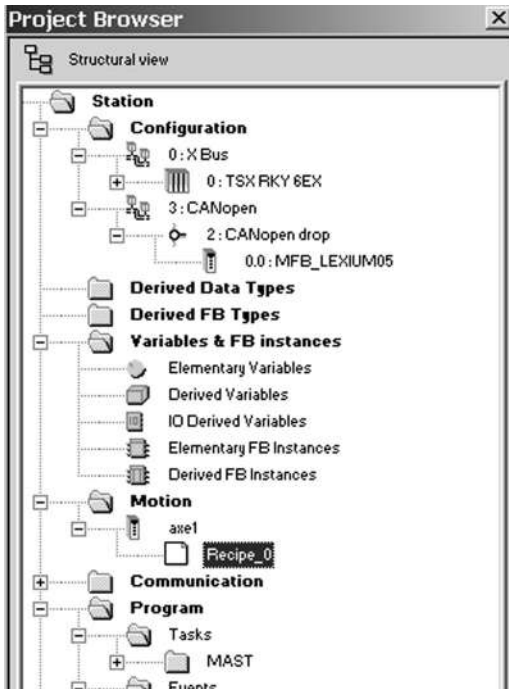 Project Browser
Structural view
Station
Configuration
0 : X Bus
0 : TSX RKY 6EX
3 : CANopen
2 : CANopen drop
0.0 : MFB_LEXIUM05
Derived Data Types
Derived FB Types
Variables & FB instances
Elementary Variables
Derived Variables
IO Derived Variables
Elementary FB Instances
Derived FB Instances
Motion
axe1
Recipe_0
Communication
Program
Tasks
MAST
Events